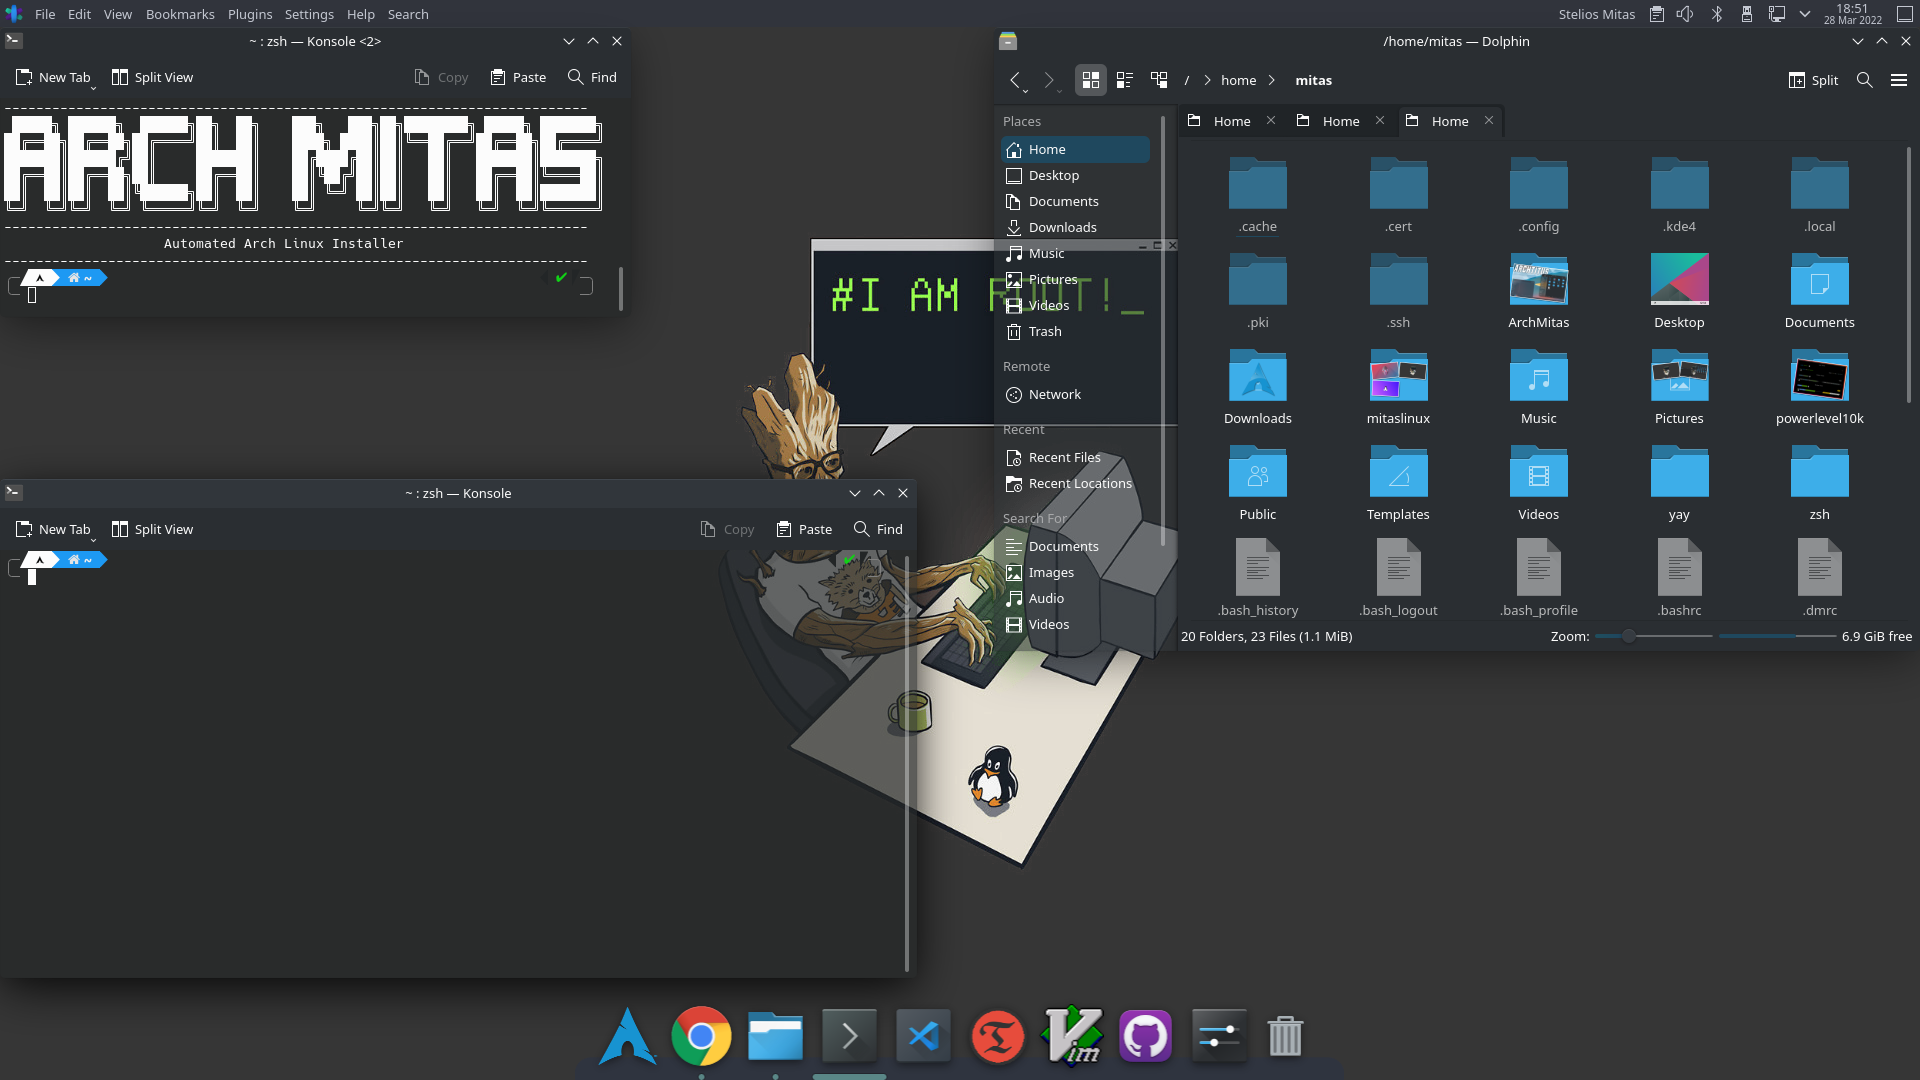 File Edit View Bookmarks Plugins Settings Help Search
Stelios Mitas
18:51
28 Mar 2022
~ : zsh — Konsole <2>
New Tab Split View Copy Paste Find
ARCH MITAS
Automated Arch Linux Installer
~
/home/mitas — Dolphin
/ > home > mitas
Split
Places
Home
Desktop
Documents
Downloads
Music
Pictures
Videos
Trash
Remote
Network
Recent
Recent Files
Recent Locations
Search For
Documents
Images
Audio
Videos
Home Home Home
.cache .cert .config .kde4 .local
.pki .ssh ArchMitas Desktop Documents
Downloads mitaslinux Music Pictures powerlevel10k
Public Templates Videos yay zsh
.bash_history .bash_logout .bash_profile .bashrc .dmrc
20 Folders, 23 Files (1.1 MiB)
Zoom:
6.9 GiB free
#I AM ROOT!_
~ : zsh — Konsole
New Tab Split View Copy Paste Find
~
Vim